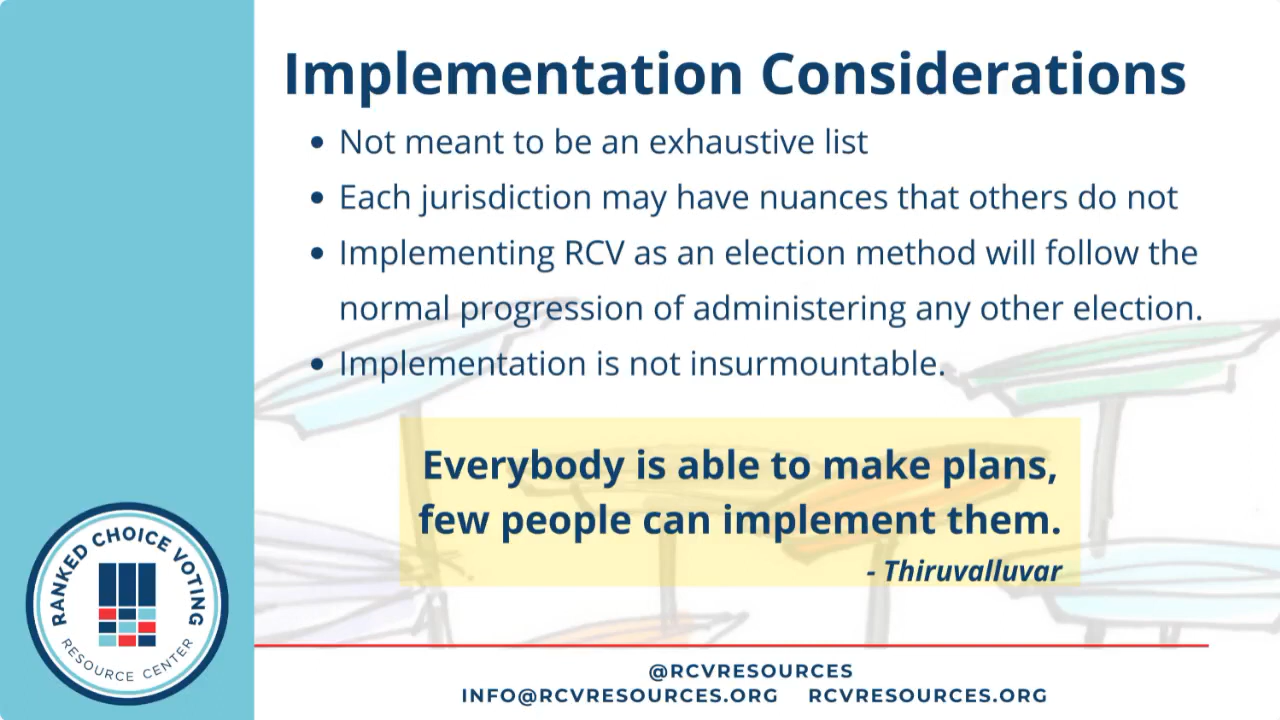 Implementation Considerations
• Not meant to be an exhaustive list
• Each jurisdiction may have nuances that others do not
• Implementing RCV as an election method will follow the
normal progression of administering any other election.
• Implementation is not insurmountable.
Everybody is able to make plans,
few people can implement them.
- Thiruvalluvar
RANKED CHOICE VOTING
RESOURCE CENTER
@RCVRESOURCES
INFO@RCVRESOURCES.ORG RCVRESOURCES.ORG